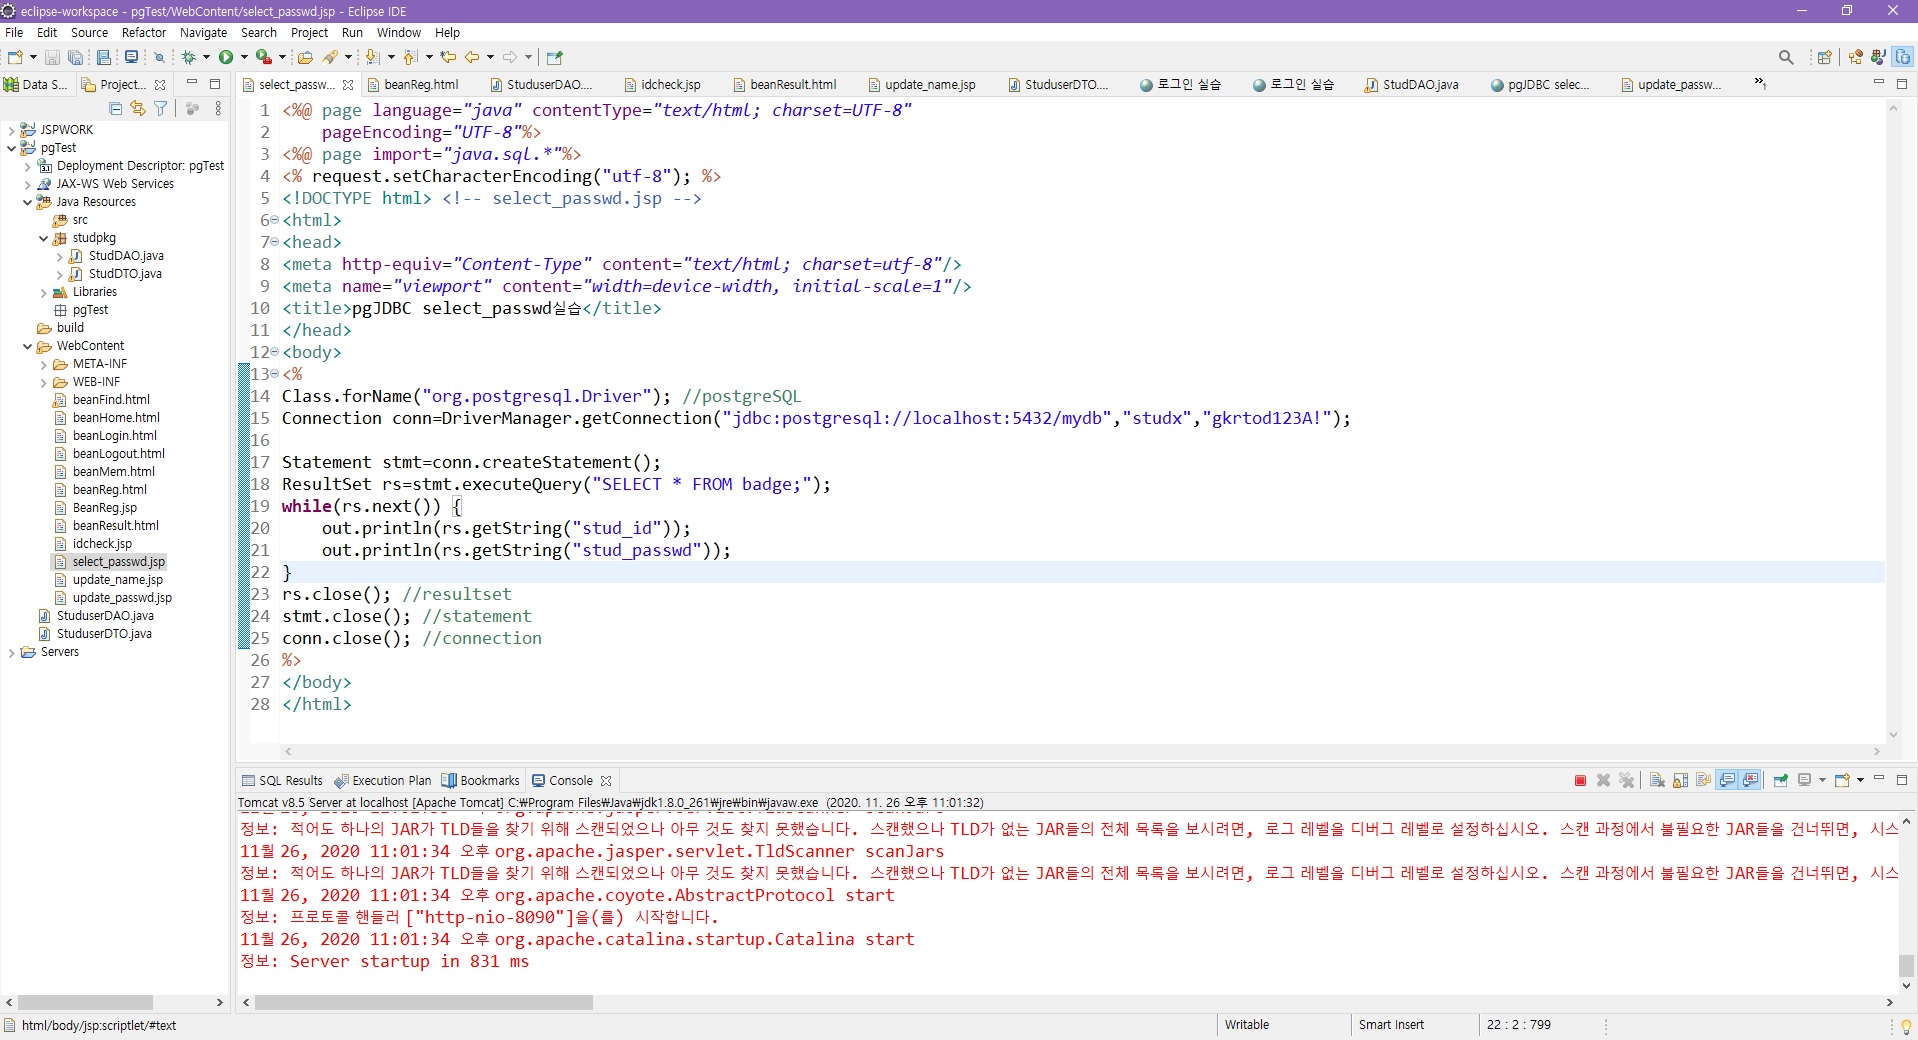 eclipse-workspace - pgTest/WebContent/select_passwd.jsp - Eclipse IDE
File Edit Source Refactor Navigate Search Project Run Window Help
Data S... Project...
select_passw... beanReg.html StuduserDAO.... idcheck.jsp beanResult.html update_name.jsp StuduserDTO.... 로그인 실습 로그인 실습 StudDAO.java pgJDBC selec... update_passw... »1
JSPWORK
pgTest
Deployment Descriptor: pgTest
JAX-WS Web Services
Java Resources
src
studpkg
StudDAO.java
StudDTO.java
Libraries
pgTest
build
WebContent
META-INF
WEB-INF
beanFind.html
beanHome.html
beanLogin.html
beanLogout.html
beanMem.html
beanReg.html
BeanReg.jsp
beanResult.html
idcheck.jsp
select_passwd.jsp
update_name.jsp
update_passwd.jsp
StuduserDAO.java
StuduserDTO.java
Servers
1 <%@ page language="java" contentType="text/html; charset=UTF-8"
2     pageEncoding="UTF-8"%>
3 <%@ page import="java.sql.*"%>
4 <% request.setCharacterEncoding("utf-8"); %>
5 <!DOCTYPE html> <!-- select_passwd.jsp -->
6 <html>
7 <head>
8 <meta http-equiv="Content-Type" content="text/html; charset=utf-8"/>
9 <meta name="viewport" content="width=device-width, initial-scale=1"/>
10 <title>pgJDBC select_passwd실습</title>
11 </head>
12 <body>
13 <%
14 Class.forName("org.postgresql.Driver"); //postgreSQL
15 Connection conn=DriverManager.getConnection("jdbc:postgresql://localhost:5432/mydb","studx","gkrtod123A!");
16
17 Statement stmt=conn.createStatement();
18 ResultSet rs=stmt.executeQuery("SELECT * FROM badge;");
19 while(rs.next()) {
20     out.println(rs.getString("stud_id"));
21     out.println(rs.getString("stud_passwd"));
22 }
23 rs.close(); //resultset
24 stmt.close(); //statement
25 conn.close(); //connection
26 %>
27 </body>
28 </html>
SQL Results Execution Plan Bookmarks Console
Tomcat v8.5 Server at localhost [Apache Tomcat] C:₩Program Files₩Java₩jdk1.8.0_261₩jre₩bin₩javaw.exe (2020. 11. 26 오후 11:01:32)
정보: 적어도 하나의 JAR가 TLD들을 찾기 위해 스캔되었으나 아무 것도 찾지 못했습니다. 스캔했으나 TLD가 없는 JAR들의 전체 목록을 보시려면, 로그 레벨을 디버그 레벨로 설정하십시오. 스캔 과정에서 불필요한 JAR들을 건너뛰면, 시스
11월 26, 2020 11:01:34 오후 org.apache.jasper.servlet.TldScanner scanJars
정보: 적어도 하나의 JAR가 TLD들을 찾기 위해 스캔되었으나 아무 것도 찾지 못했습니다. 스캔했으나 TLD가 없는 JAR들의 전체 목록을 보시려면, 로그 레벨을 디버그 레벨로 설정하십시오. 스캔 과정에서 불필요한 JAR들을 건너뛰면, 시스
11월 26, 2020 11:01:34 오후 org.apache.coyote.AbstractProtocol start
정보: 프로토콜 핸들러 ["http-nio-8090"]을(를) 시작합니다.
11월 26, 2020 11:01:34 오후 org.apache.catalina.startup.Catalina start
정보: Server startup in 831 ms
html/body/jsp:scriptlet/#text Writable Smart Insert 22 : 2 : 799